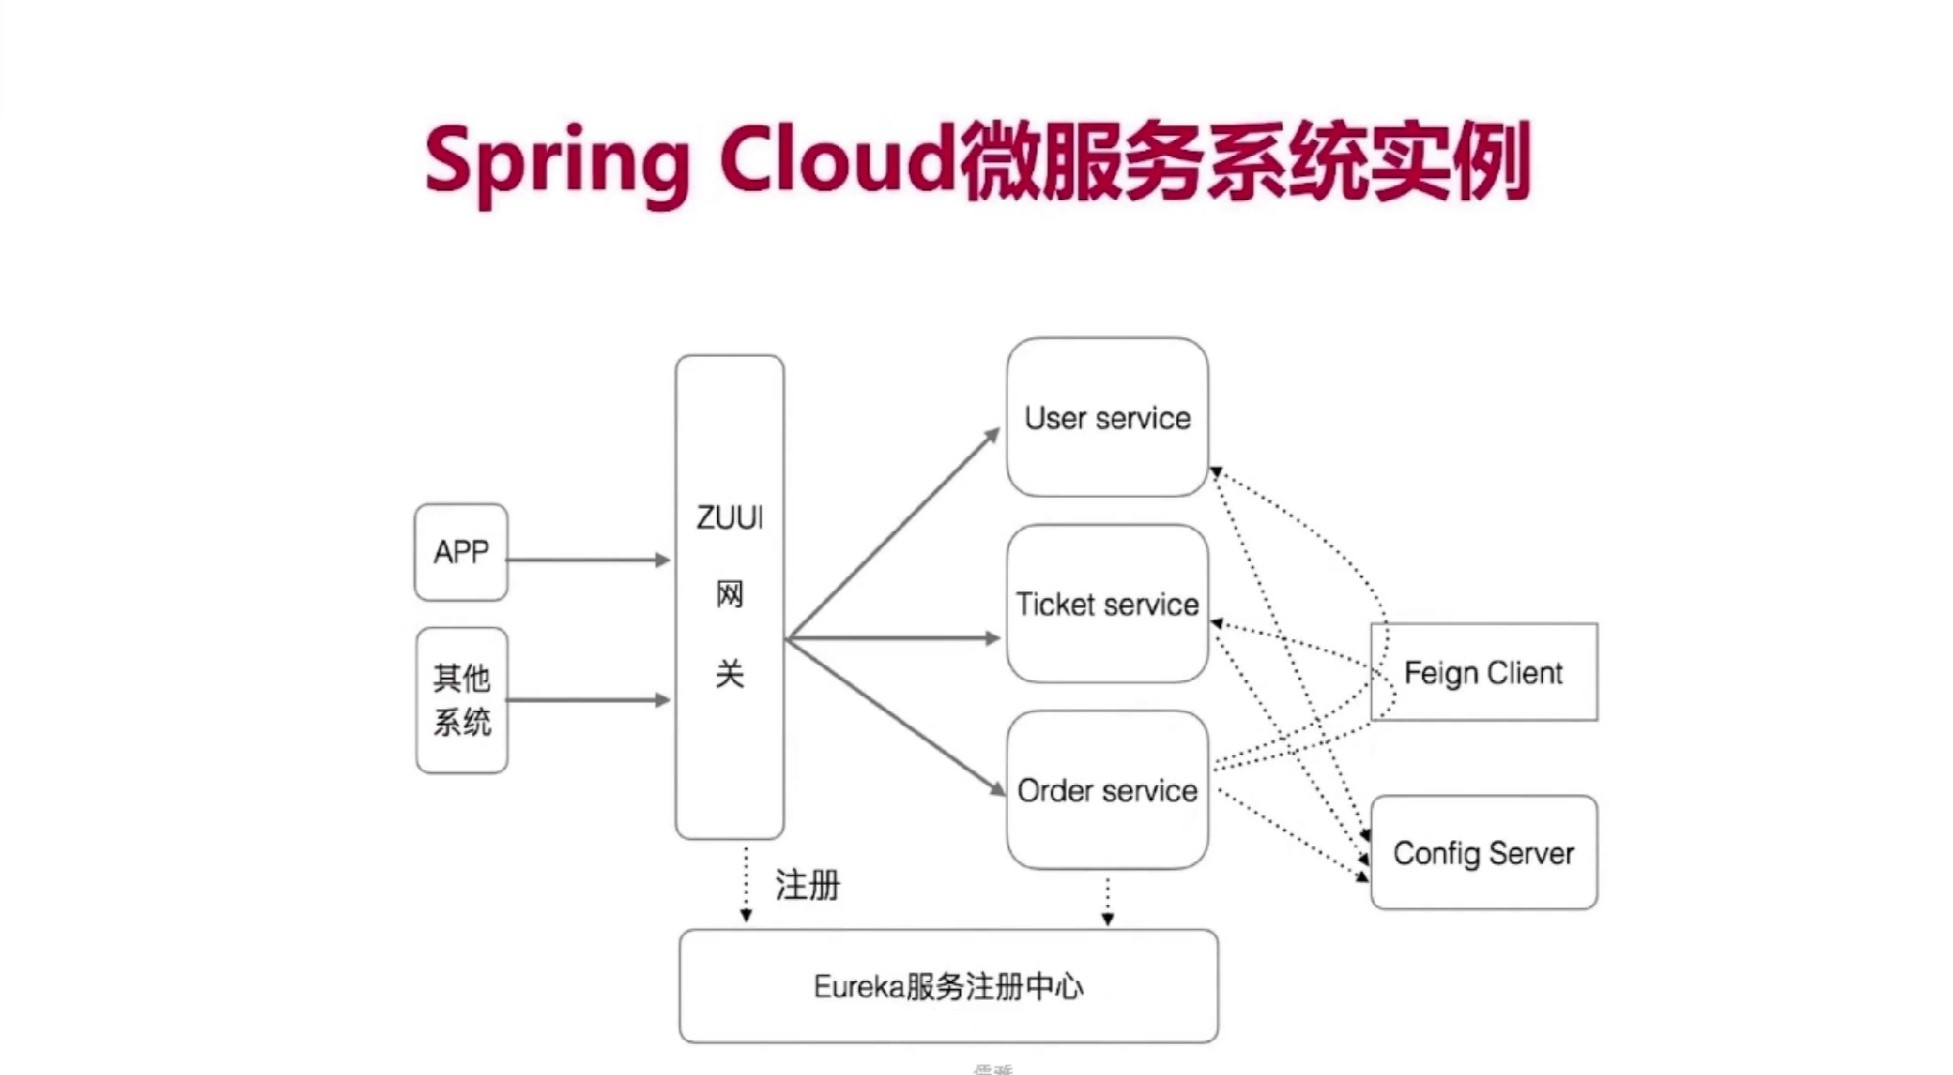 Spring Cloud微服务系统实例
APP
其他
系统
ZUUl
网
关
User service
Ticket service
Order service
Feign Client
Config Server
注册
Eureka服务注册中心